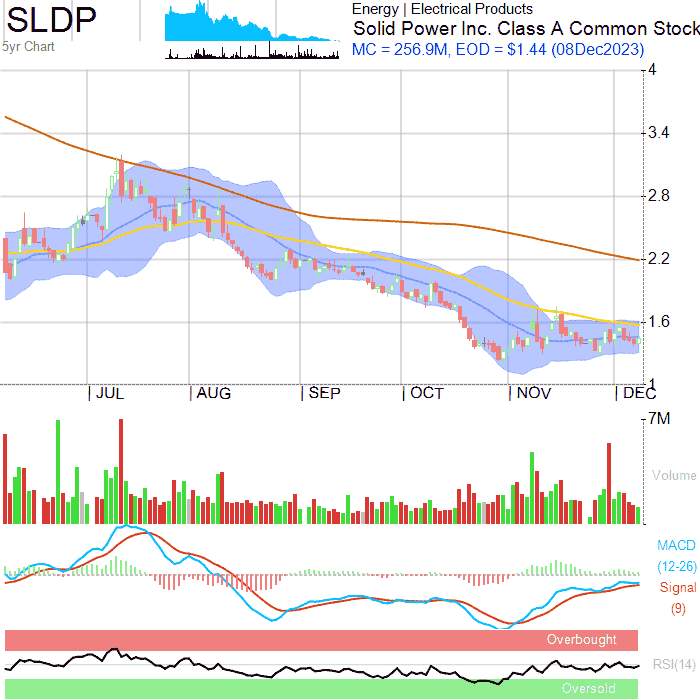 SLDP
5yr Chart
Energy | Electrical Products
Solid Power Inc. Class A Common Stock
MC = 256.9M, EOD = $1.44 (08Dec2023)
4
3.4
2.8
2.2
1.6
1
JUL AUG SEP OCT NOV DEC
7M
Volume
MACD
(12-26)
Signal
(9)
Overbought
RSI(14)
Oversold